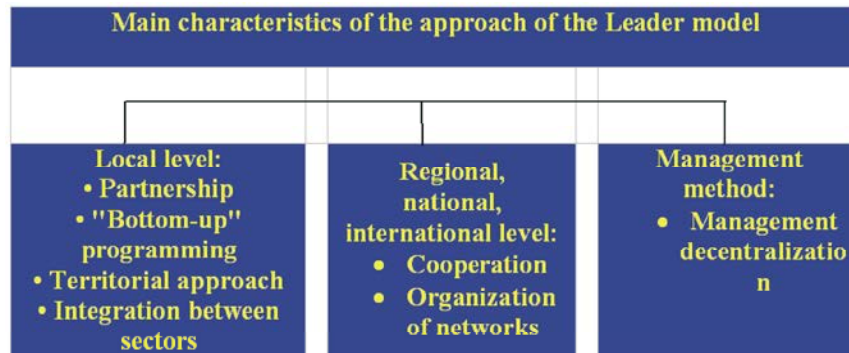 Main characteristics of the approach of the Leader model
Local level:
• Partnership
• "Bottom-up"
programming
• Territorial approach
• Integration between
sectors
Regional,
national,
international level:
● Cooperation
● Organization
of networks
Management
method:
● Management
decentralizatio
n